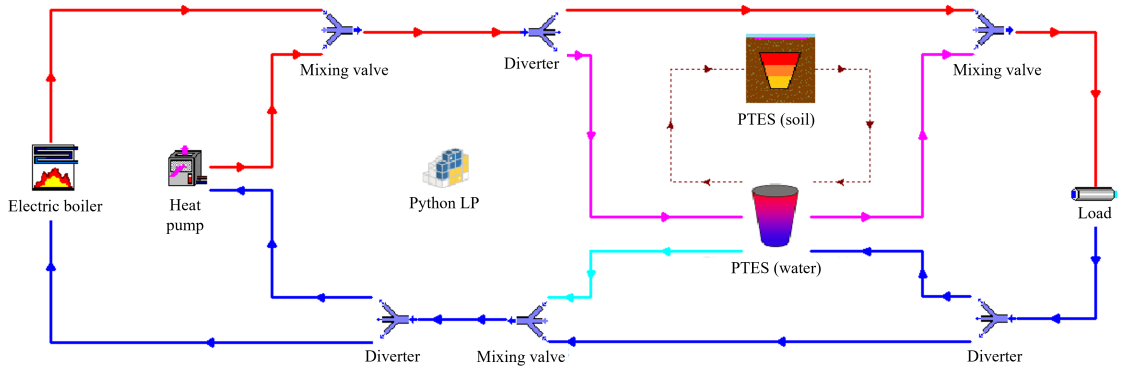 Mixing valve
Diverter
Mixing valve
PTES (soil)
Electric boiler
Heat
pump
Python LP
Load
PTES (water)
Diverter
Mixing valve
Diverter